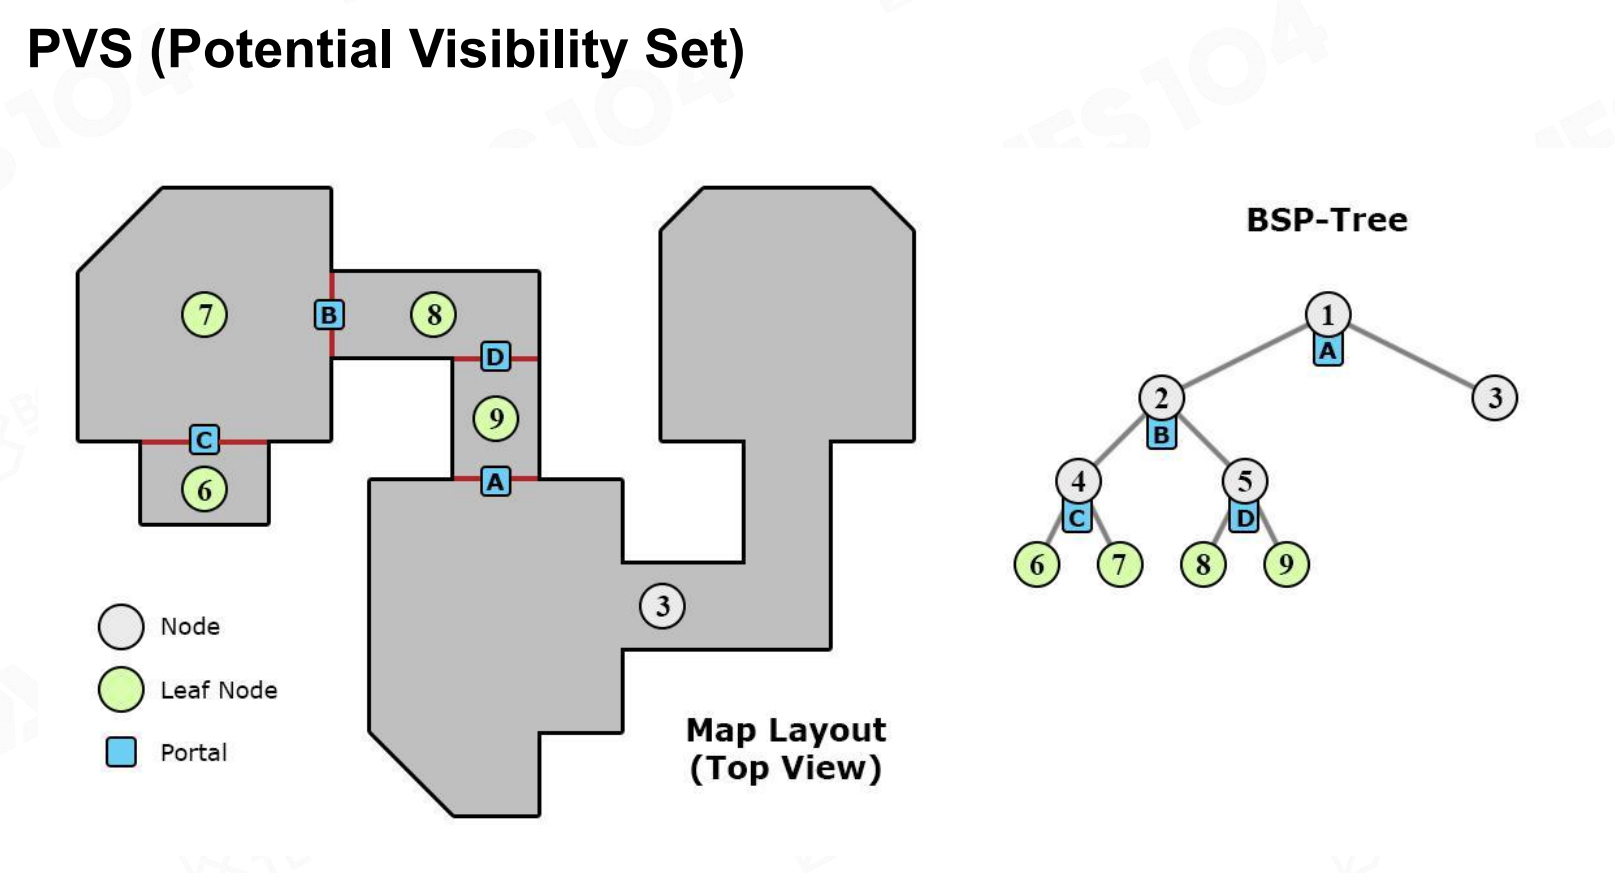 PVS (Potential Visibility Set)
BSP-Tree
7
B
8
1
A
D
2
3
B
9
C
4
5
6
A
C
D
6
7
8
9
3
Node
Leaf Node
Portal
Map Layout
(Top View)